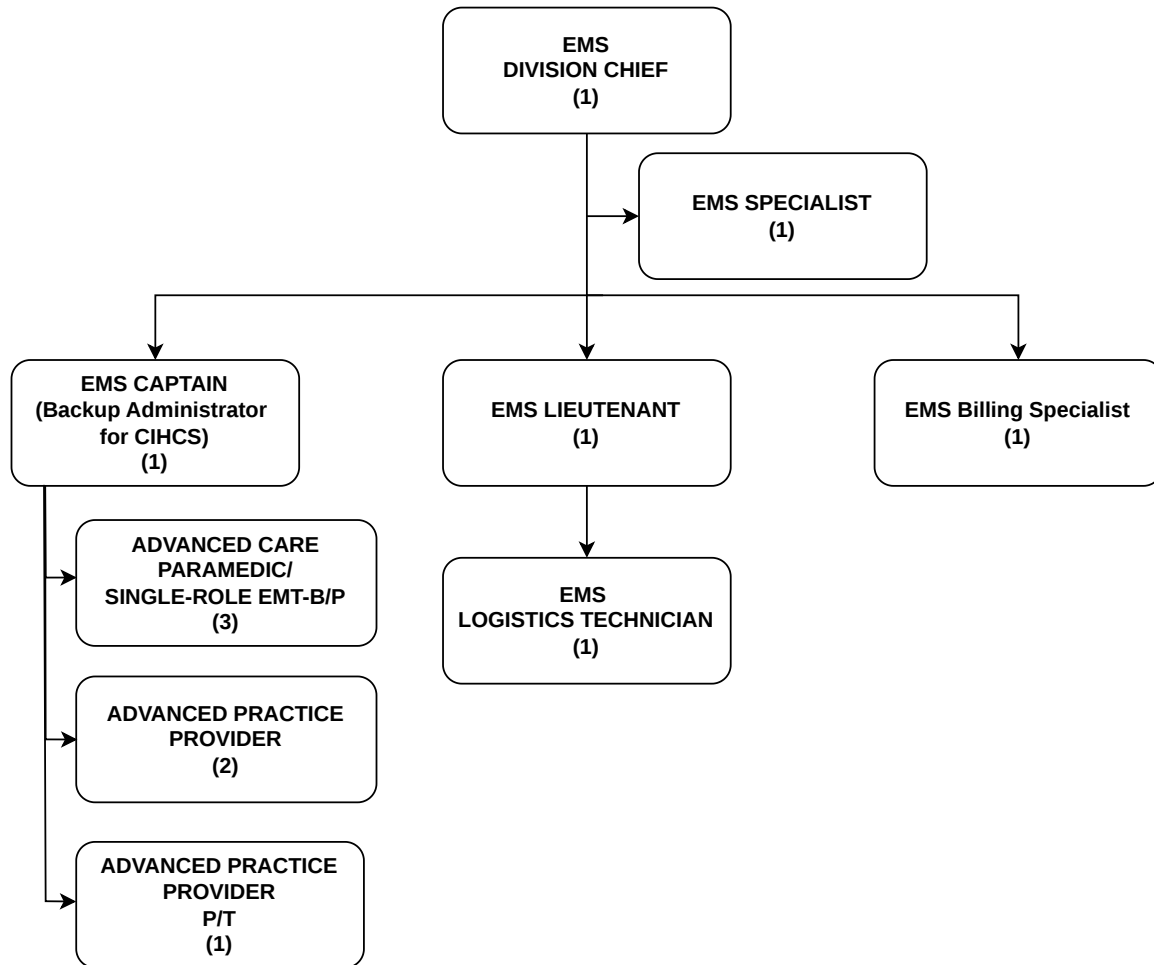 EMS
DIVISION CHIEF
(1)
EMS SPECIALIST
(1)
EMS CAPTAIN
(Backup Administrator
for CIHCS)
(1)
EMS LIEUTENANT
(1)
EMS Billing Specialist
(1)
ADVANCED CARE
PARAMEDIC/
SINGLE-ROLE EMT-B/P
(3)
EMS
LOGISTICS TECHNICIAN
(1)
ADVANCED PRACTICE
PROVIDER
(2)
ADVANCED PRACTICE
PROVIDER
P/T
(1)